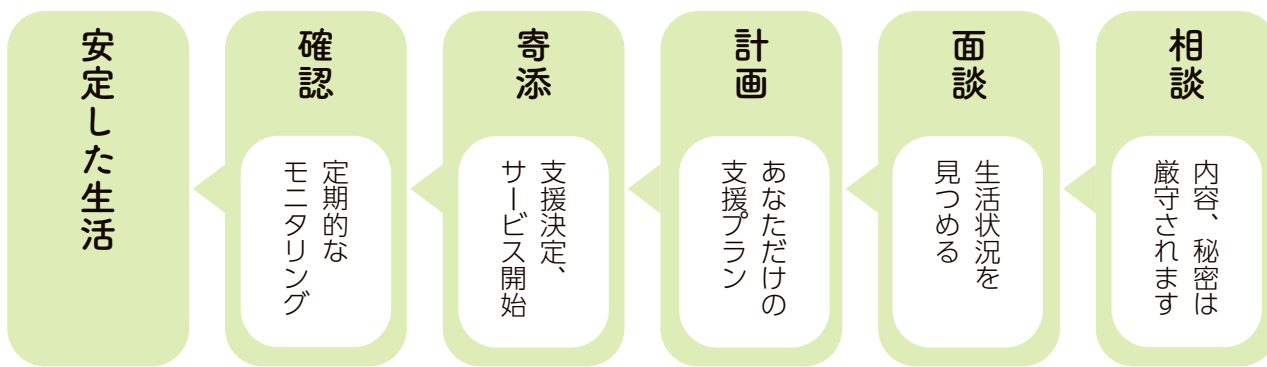 相談
内容、秘密は
厳守されます
面談
生活状況を
見つめる
計画
あなただけの
支援プラン
寄添
支援決定、
サービス開始
確認
定期的な
モニタリング
安定した生活